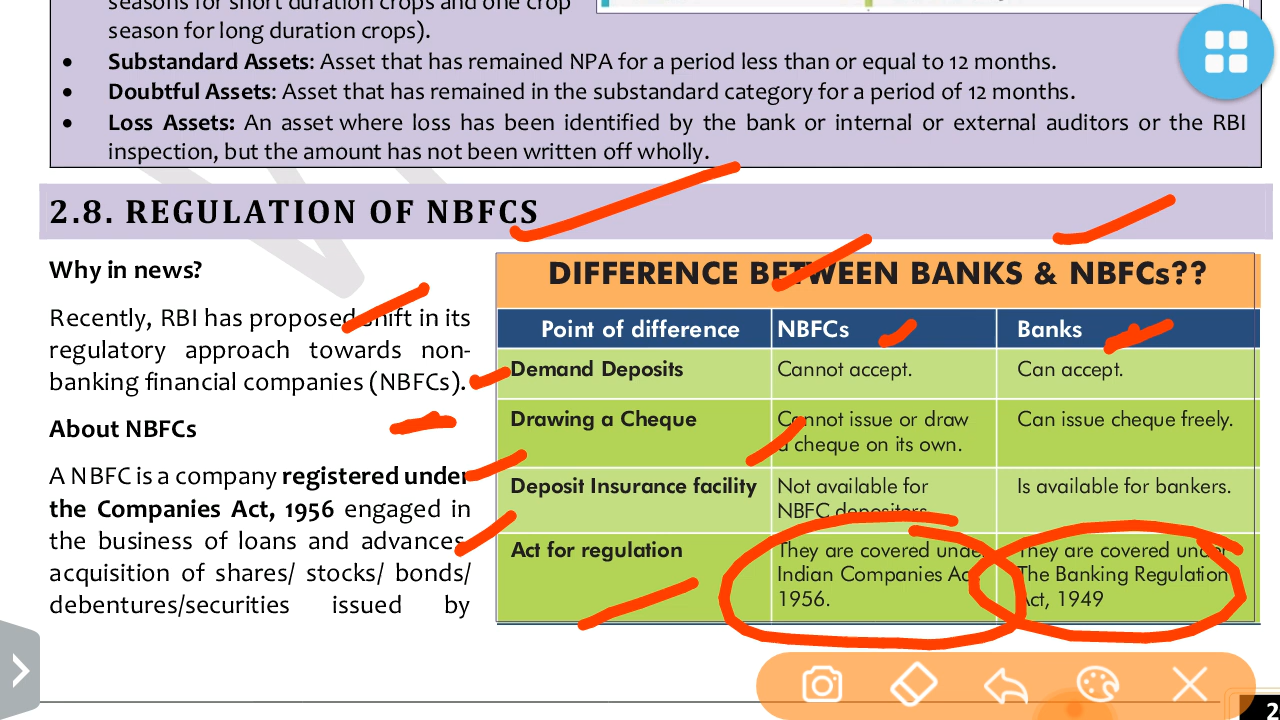 seasons for short duration crops and one crop
season for long duration crops).
• Substandard Assets: Asset that has remained NPA for a period less than or equal to 12 months.
• Doubtful Assets: Asset that has remained in the substandard category for a period of 12 months.
• Loss Assets: An asset where loss has been identified by the bank or internal or external auditors or the RBI
inspection, but the amount has not been written off wholly.
2.8. REGULATION OF NBFCS
Why in news?
Recently, RBI has proposed shift in its
regulatory approach towards non-
banking financial companies (NBFCs).
About NBFCs
A NBFC is a company registered under
the Companies Act, 1956 engaged in
the business of loans and advances,
acquisition of shares/ stocks/ bonds/
debentures/securities issued by
DIFFERENCE BETWEEN BANKS & NBFCs??
Point of difference NBFCs Banks
Demand Deposits Cannot accept. Can accept.
Drawing a Cheque Cannot issue or draw Can issue cheque freely.
a cheque on its own.
Deposit Insurance facility Not available for Is available for bankers.
NBFC depositors
Act for regulation They are covered under They are covered under
Indian Companies Act The Banking Regulation
1956. Act, 1949
2